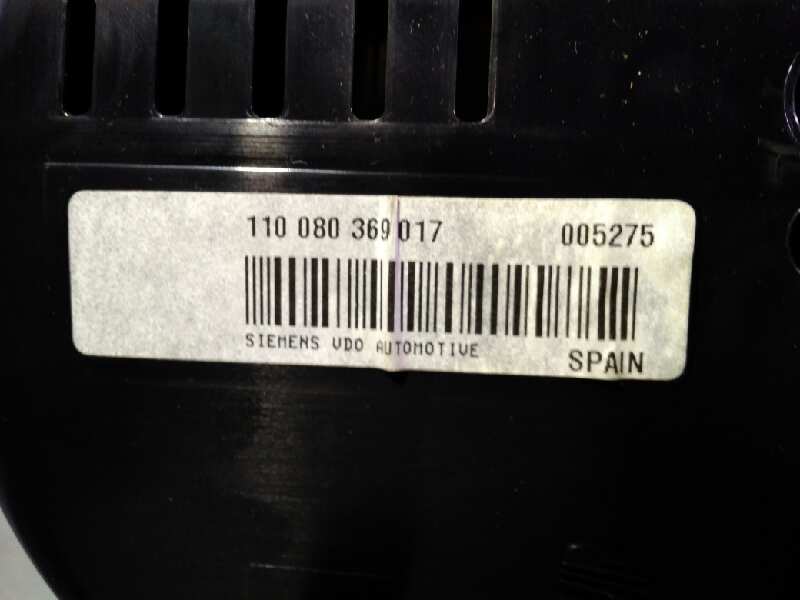 110 080 369 017 005275
SIEMENS VDO AUTOMOTIVE
SPAIN